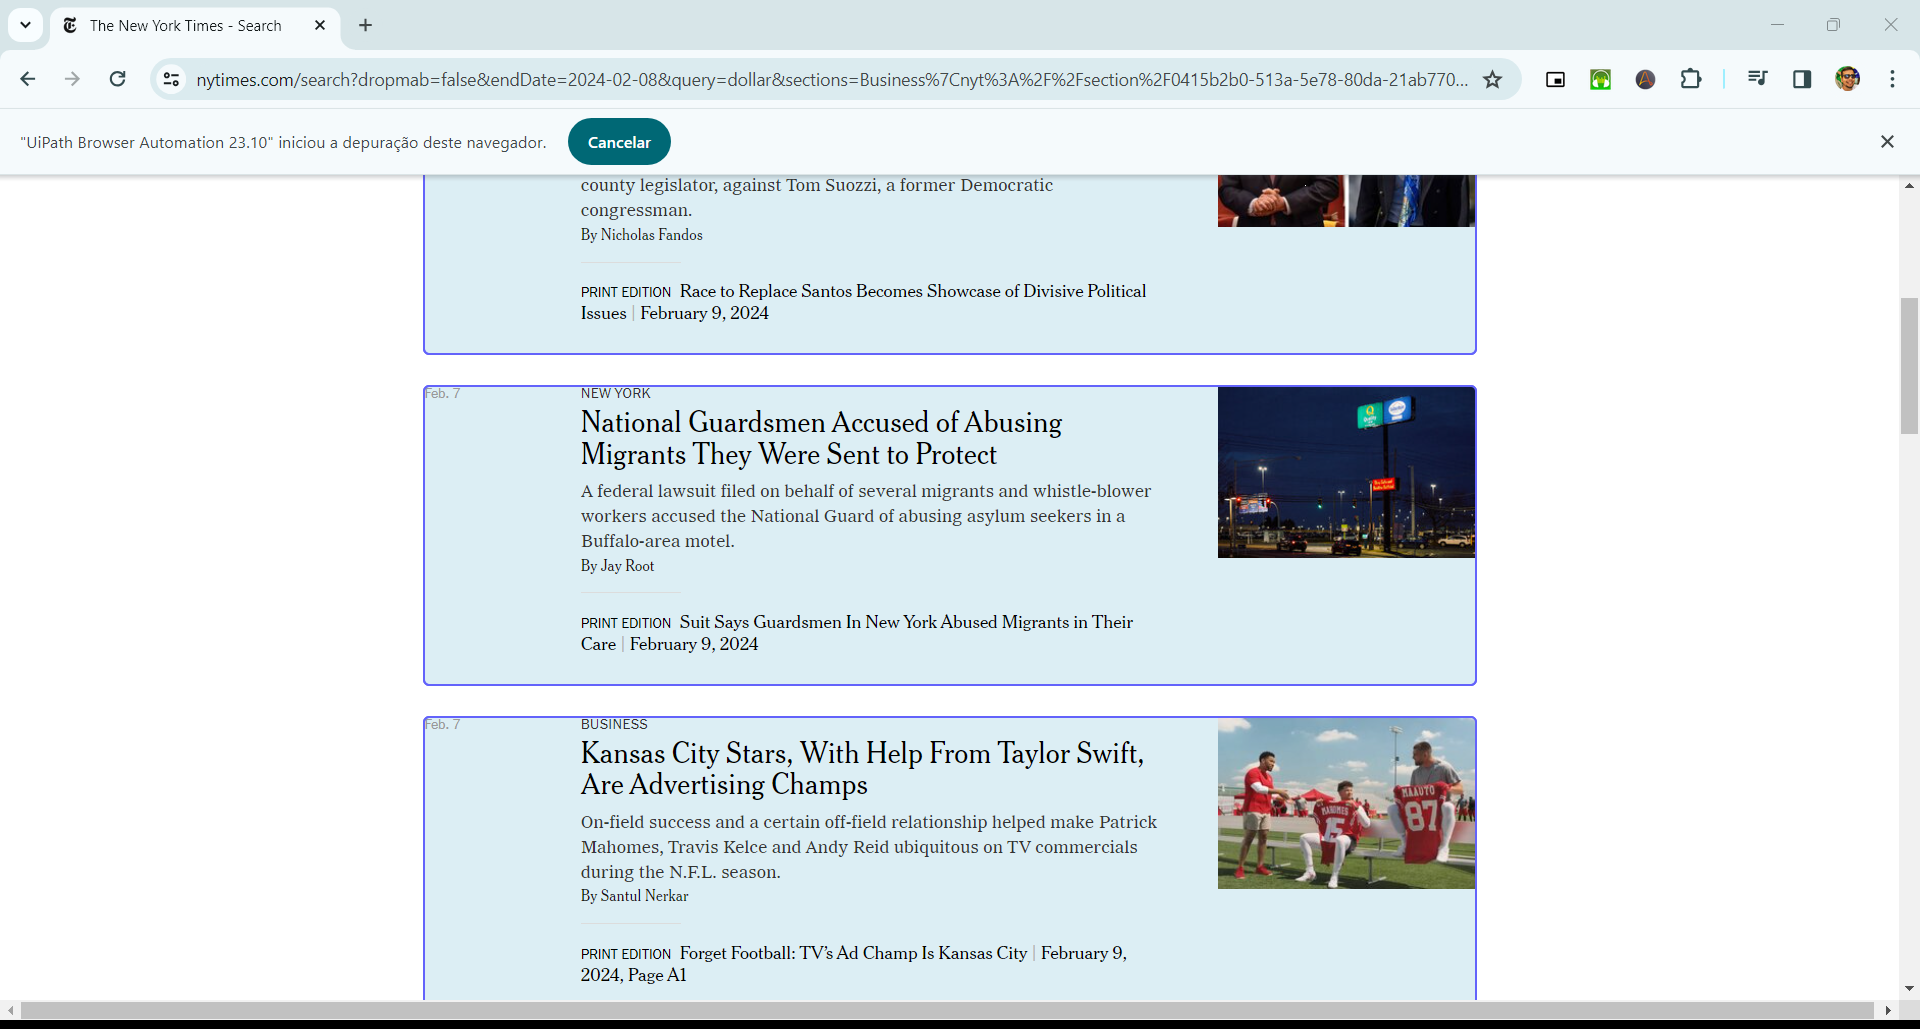 The New York Times - Search
nytimes.com/search?dropmab=false&endDate=2024-02-08&query=dollar&sections=Business%7Cnyt%3A%2F%2Fsection%2F0415b2b0-513a-5e78-80da-21ab770...
"UiPath Browser Automation 23.10" iniciou a depuração deste navegador.
Cancelar
county legislator, against Tom Suozzi, a former Democratic
congressman.
By Nicholas Fandos
PRINT EDITION Race to Replace Santos Becomes Showcase of Divisive Political
Issues | February 9, 2024
Feb. 7
NEW YORK
National Guardsmen Accused of Abusing
Migrants They Were Sent to Protect
A federal lawsuit filed on behalf of several migrants and whistle-blower
workers accused the National Guard of abusing asylum seekers in a
Buffalo-area motel.
By Jay Root
PRINT EDITION Suit Says Guardsmen In New York Abused Migrants in Their
Care | February 9, 2024
Feb. 7
BUSINESS
Kansas City Stars, With Help From Taylor Swift,
Are Advertising Champs
On-field success and a certain off-field relationship helped make Patrick
Mahomes, Travis Kelce and Andy Reid ubiquitous on TV commercials
during the N.F.L. season.
By Santul Nerkar
MAHOMES
15
MAAUTO
87
PRINT EDITION Forget Football: TV's Ad Champ Is Kansas City | February 9,
2024, Page A1